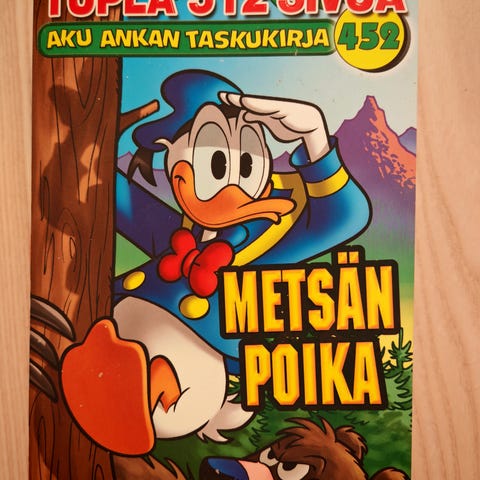 TUPLA 512 SIVUA
AKU ANKAN TASKUKIRJA 452
METSÄN
POIKA